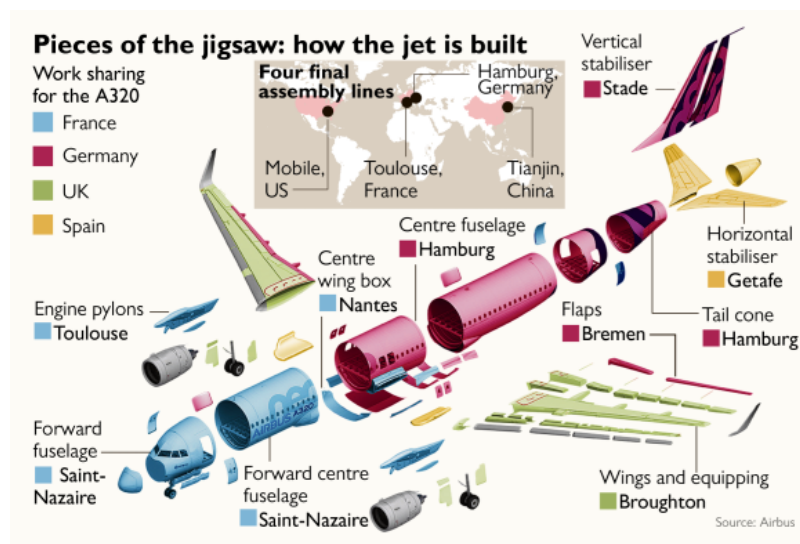 Pieces of the jigsaw: how the jet is built
Work sharing
for the A320
France
Germany
UK
Spain
Four final
assembly lines
Hamburg,
Germany
Mobile,
US
Toulouse,
France
Tianjin,
China
Vertical
stabiliser
Stade
Horizontal
stabiliser
Getafe
Centre fuselage
Hamburg
Centre
wing box
Nantes
Engine pylons
Toulouse
Flaps
Bremen
Tail cone
Hamburg
AIRBUS A320
Forward
fuselage
Saint-
Nazaire
Forward centre
fuselage
Saint-Nazaire
Wings and equipping
Broughton
Source: Airbus